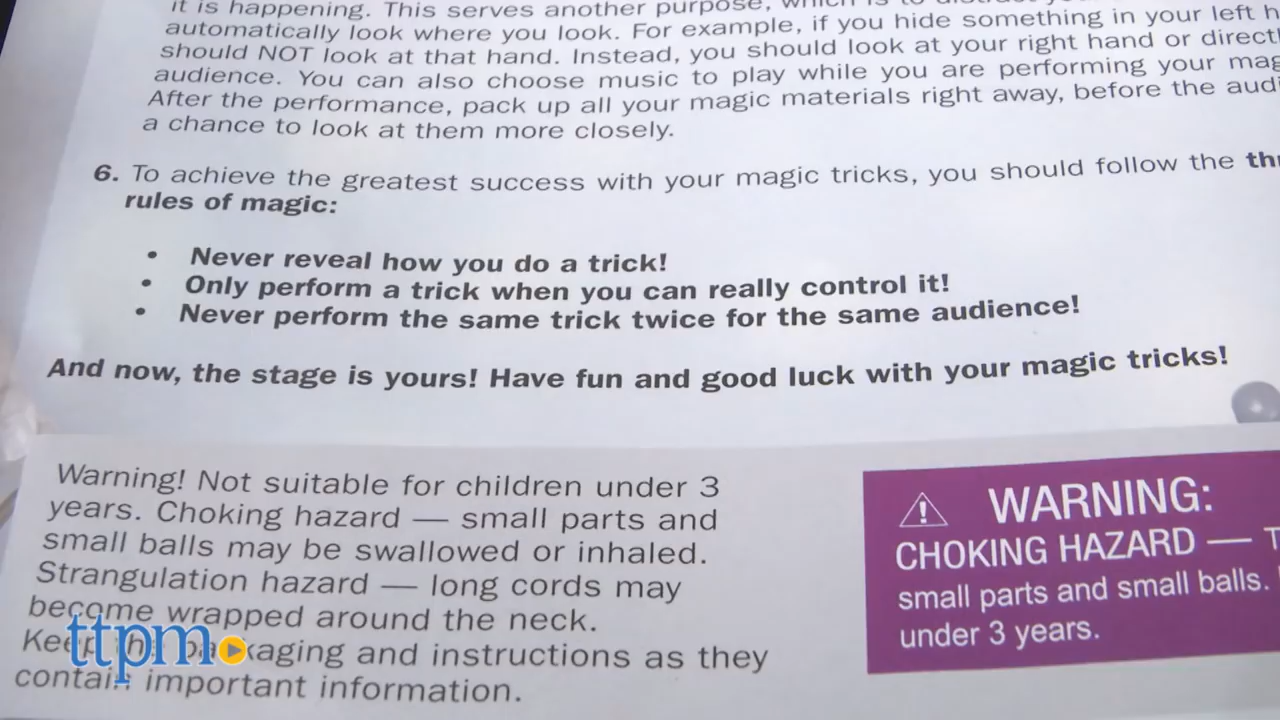 it is happening. This serves another purpose, which is to
automatically look where you look. For example, if you hide something in your left
should NOT look at that hand. Instead, you should look at your right hand or
audience. You can also choose music to play while you are performing your
After the performance, pack up all your magic materials right away, before the
a chance to look at them more closely.
6. To achieve the greatest success with your magic tricks, you should follow the
rules of magic:
• Never reveal how you do a trick!
• Only perform a trick when you can really control it!
• Never perform the same trick twice for the same audience!
And now, the stage is yours! Have fun and good luck with your magic tricks!
Warning! Not suitable for children under 3
years. Choking hazard — small parts and
small balls may be swallowed or inhaled.
Strangulation hazard — long cords may
become wrapped around the neck.
Keep the packaging and instructions as they
contain important information.
WARNING:
CHOKING HAZARD —
small parts and small balls.
under 3 years.
ttpm